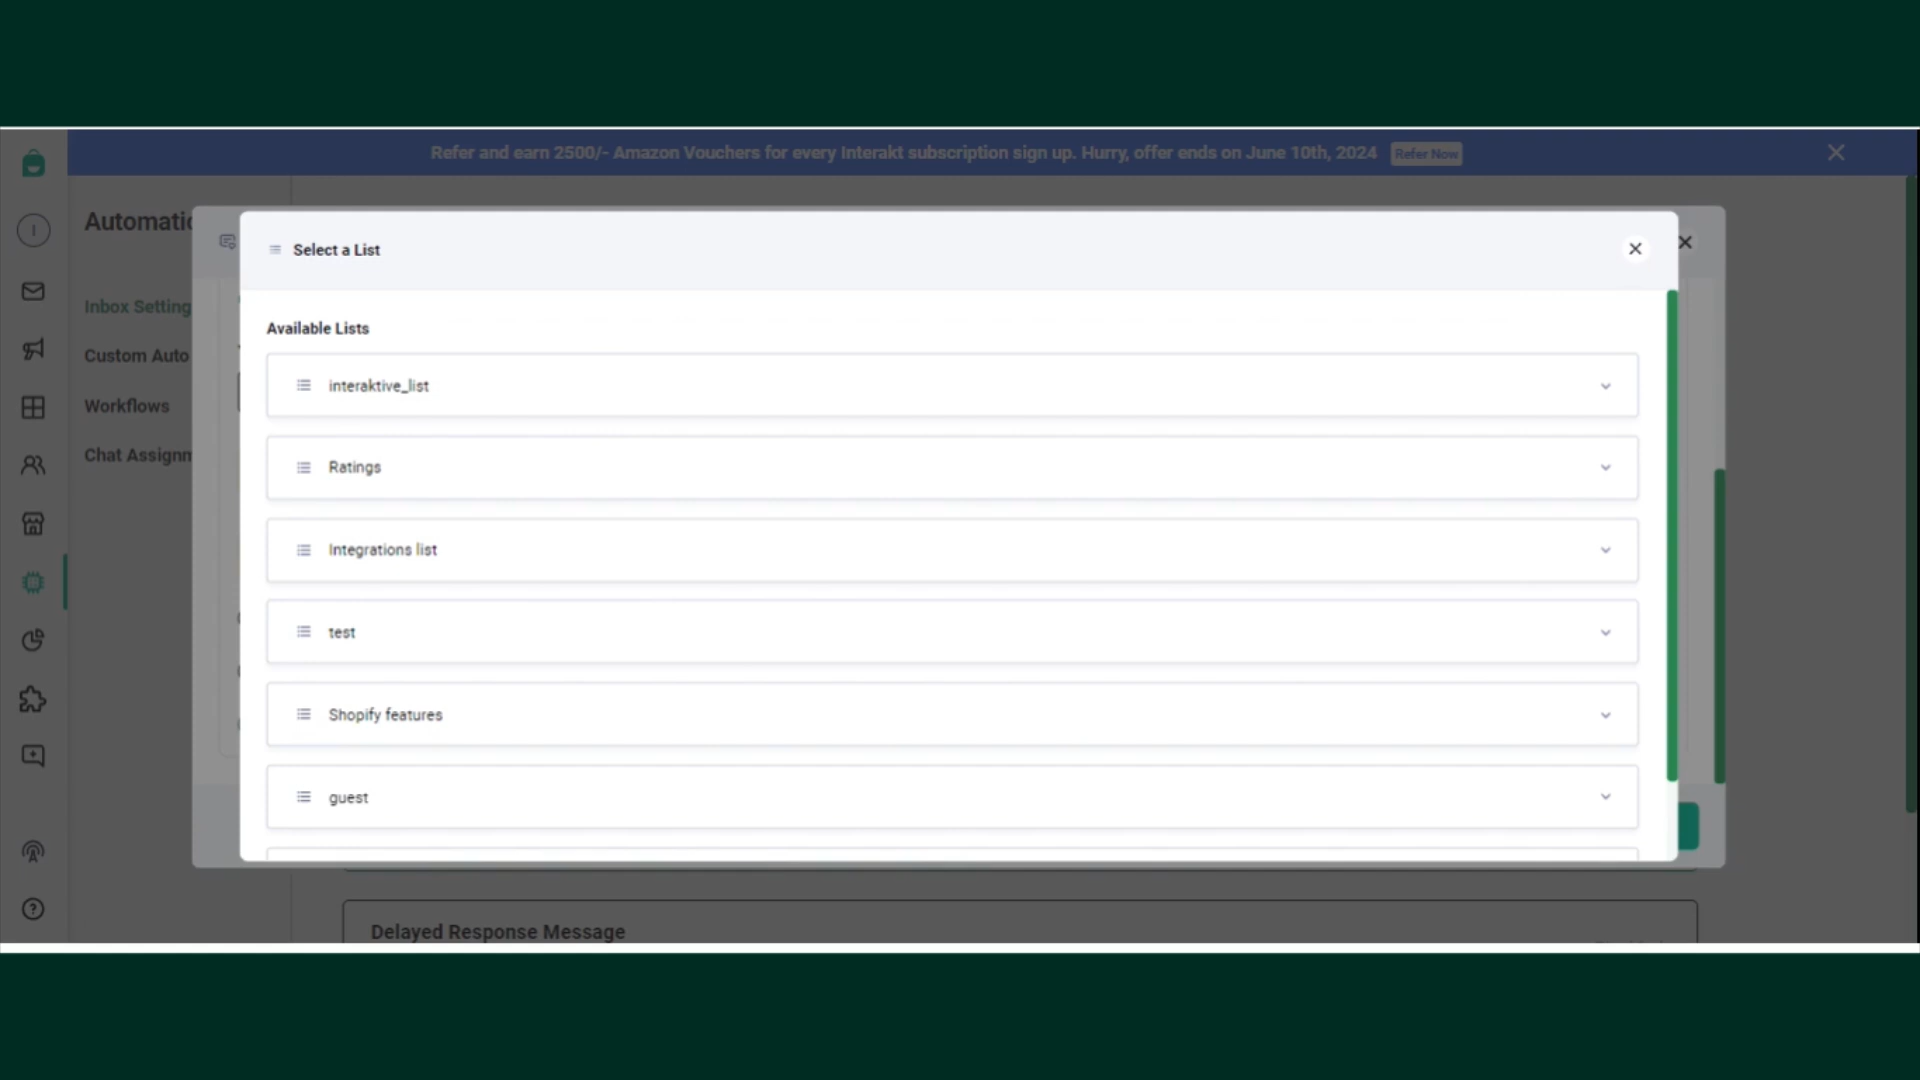 Refer and earn 2500/- Amazon Vouchers for every Interakt subscription sign up. Hurry, offer ends on June 10th, 2024 Refer Now
I
Inbox Setting
Custom Auto
Workflows
Chat Assignm
Automatic
Select a List
Available Lists
interaktive_list
Ratings
Integrations list
test
Shopify features
guest
Delayed Response Message